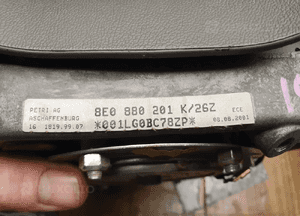 PETRI AG 8E0 880 201 K/26Z ECE
ASCHAFFENBURG *001LG0BC78ZP* 08.08.2001
16 1019.99.07